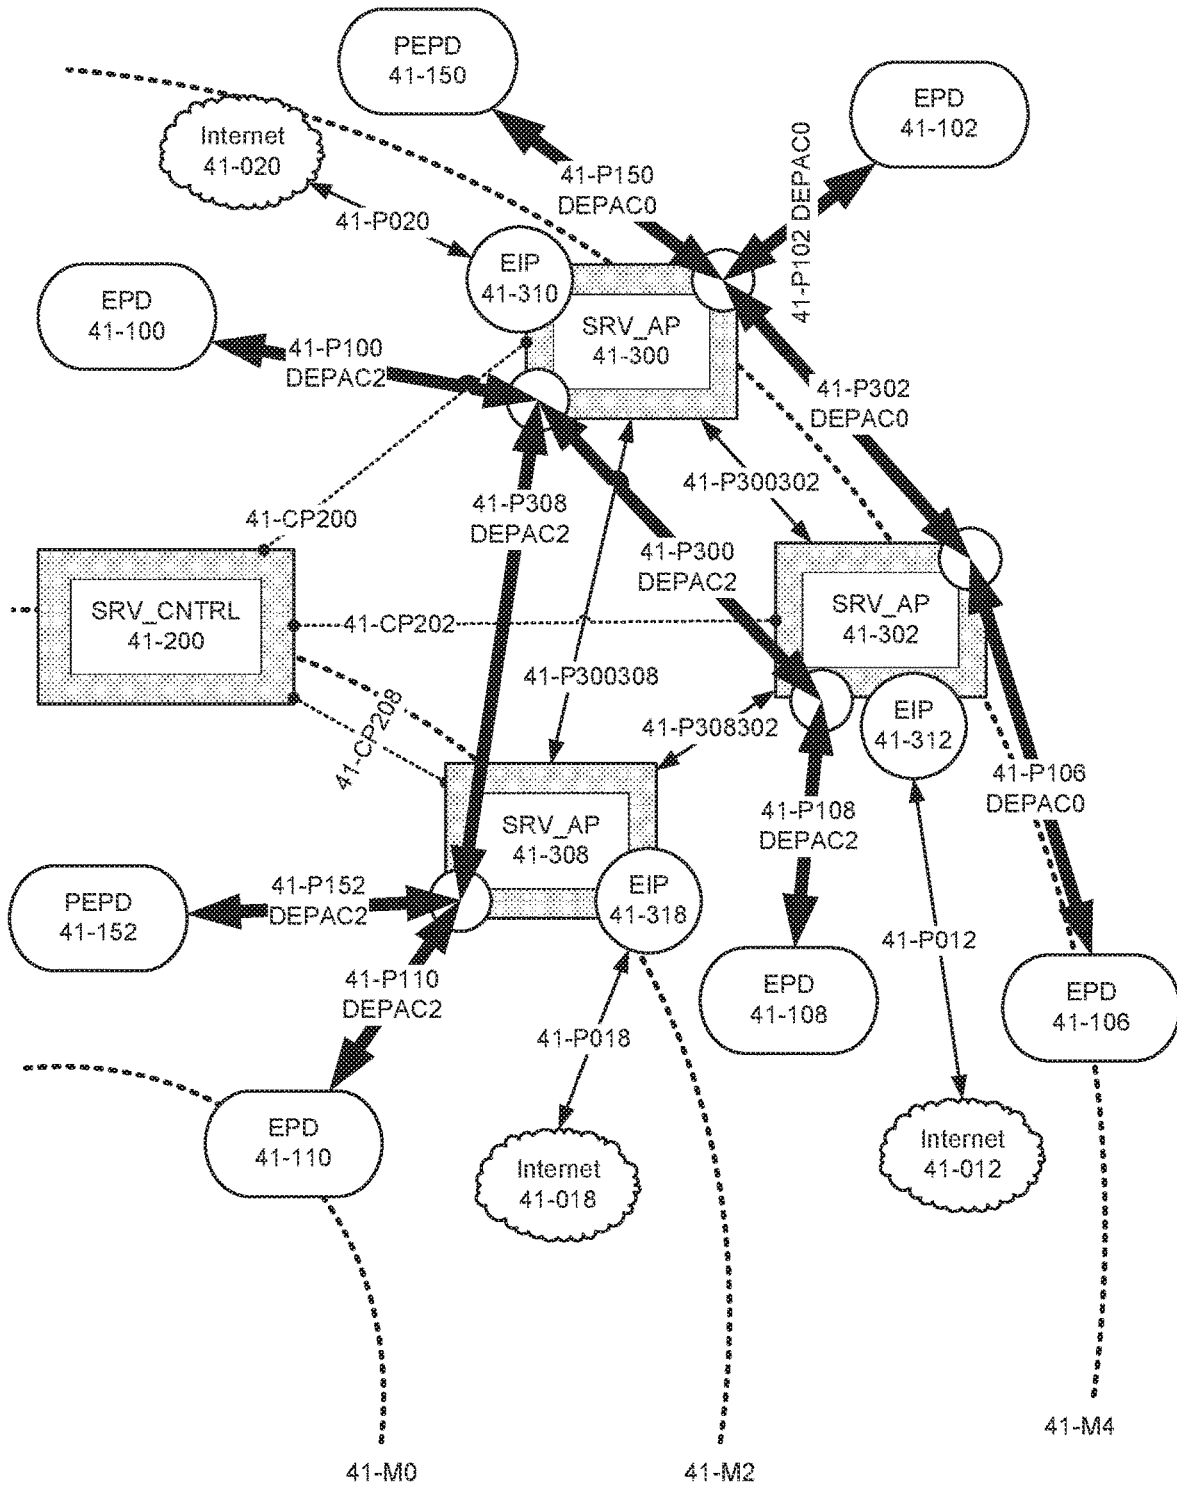 PEPD
41-150
EPD
41-102
Internet
41-020
41-P150
DEPAC0
41-P102 DEPAC0
41-P020
EIP
41-310
EPD
41-100
SRV_AP
41-300
41-P100
DEPAC2
41-P302
DEPAC0
41-P300302
41-P308
DEPAC2
41-CP200
41-P300
DEPAC2
SRV_CNTRL
41-200
SRV_AP
41-302
41-CP202
41-P300308
41-CP208
41-P308302
EIP
41-312
41-P106
DEPAC0
41-P108
DEPAC2
SRV_AP
41-308
EIP
41-318
41-P152
DEPAC2
PEPD
41-152
41-P012
41-P110
DEPAC2
EPD
41-108
EPD
41-106
41-P018
EPD
41-110
Internet
41-018
Internet
41-012
41-M4
41-M0
41-M2